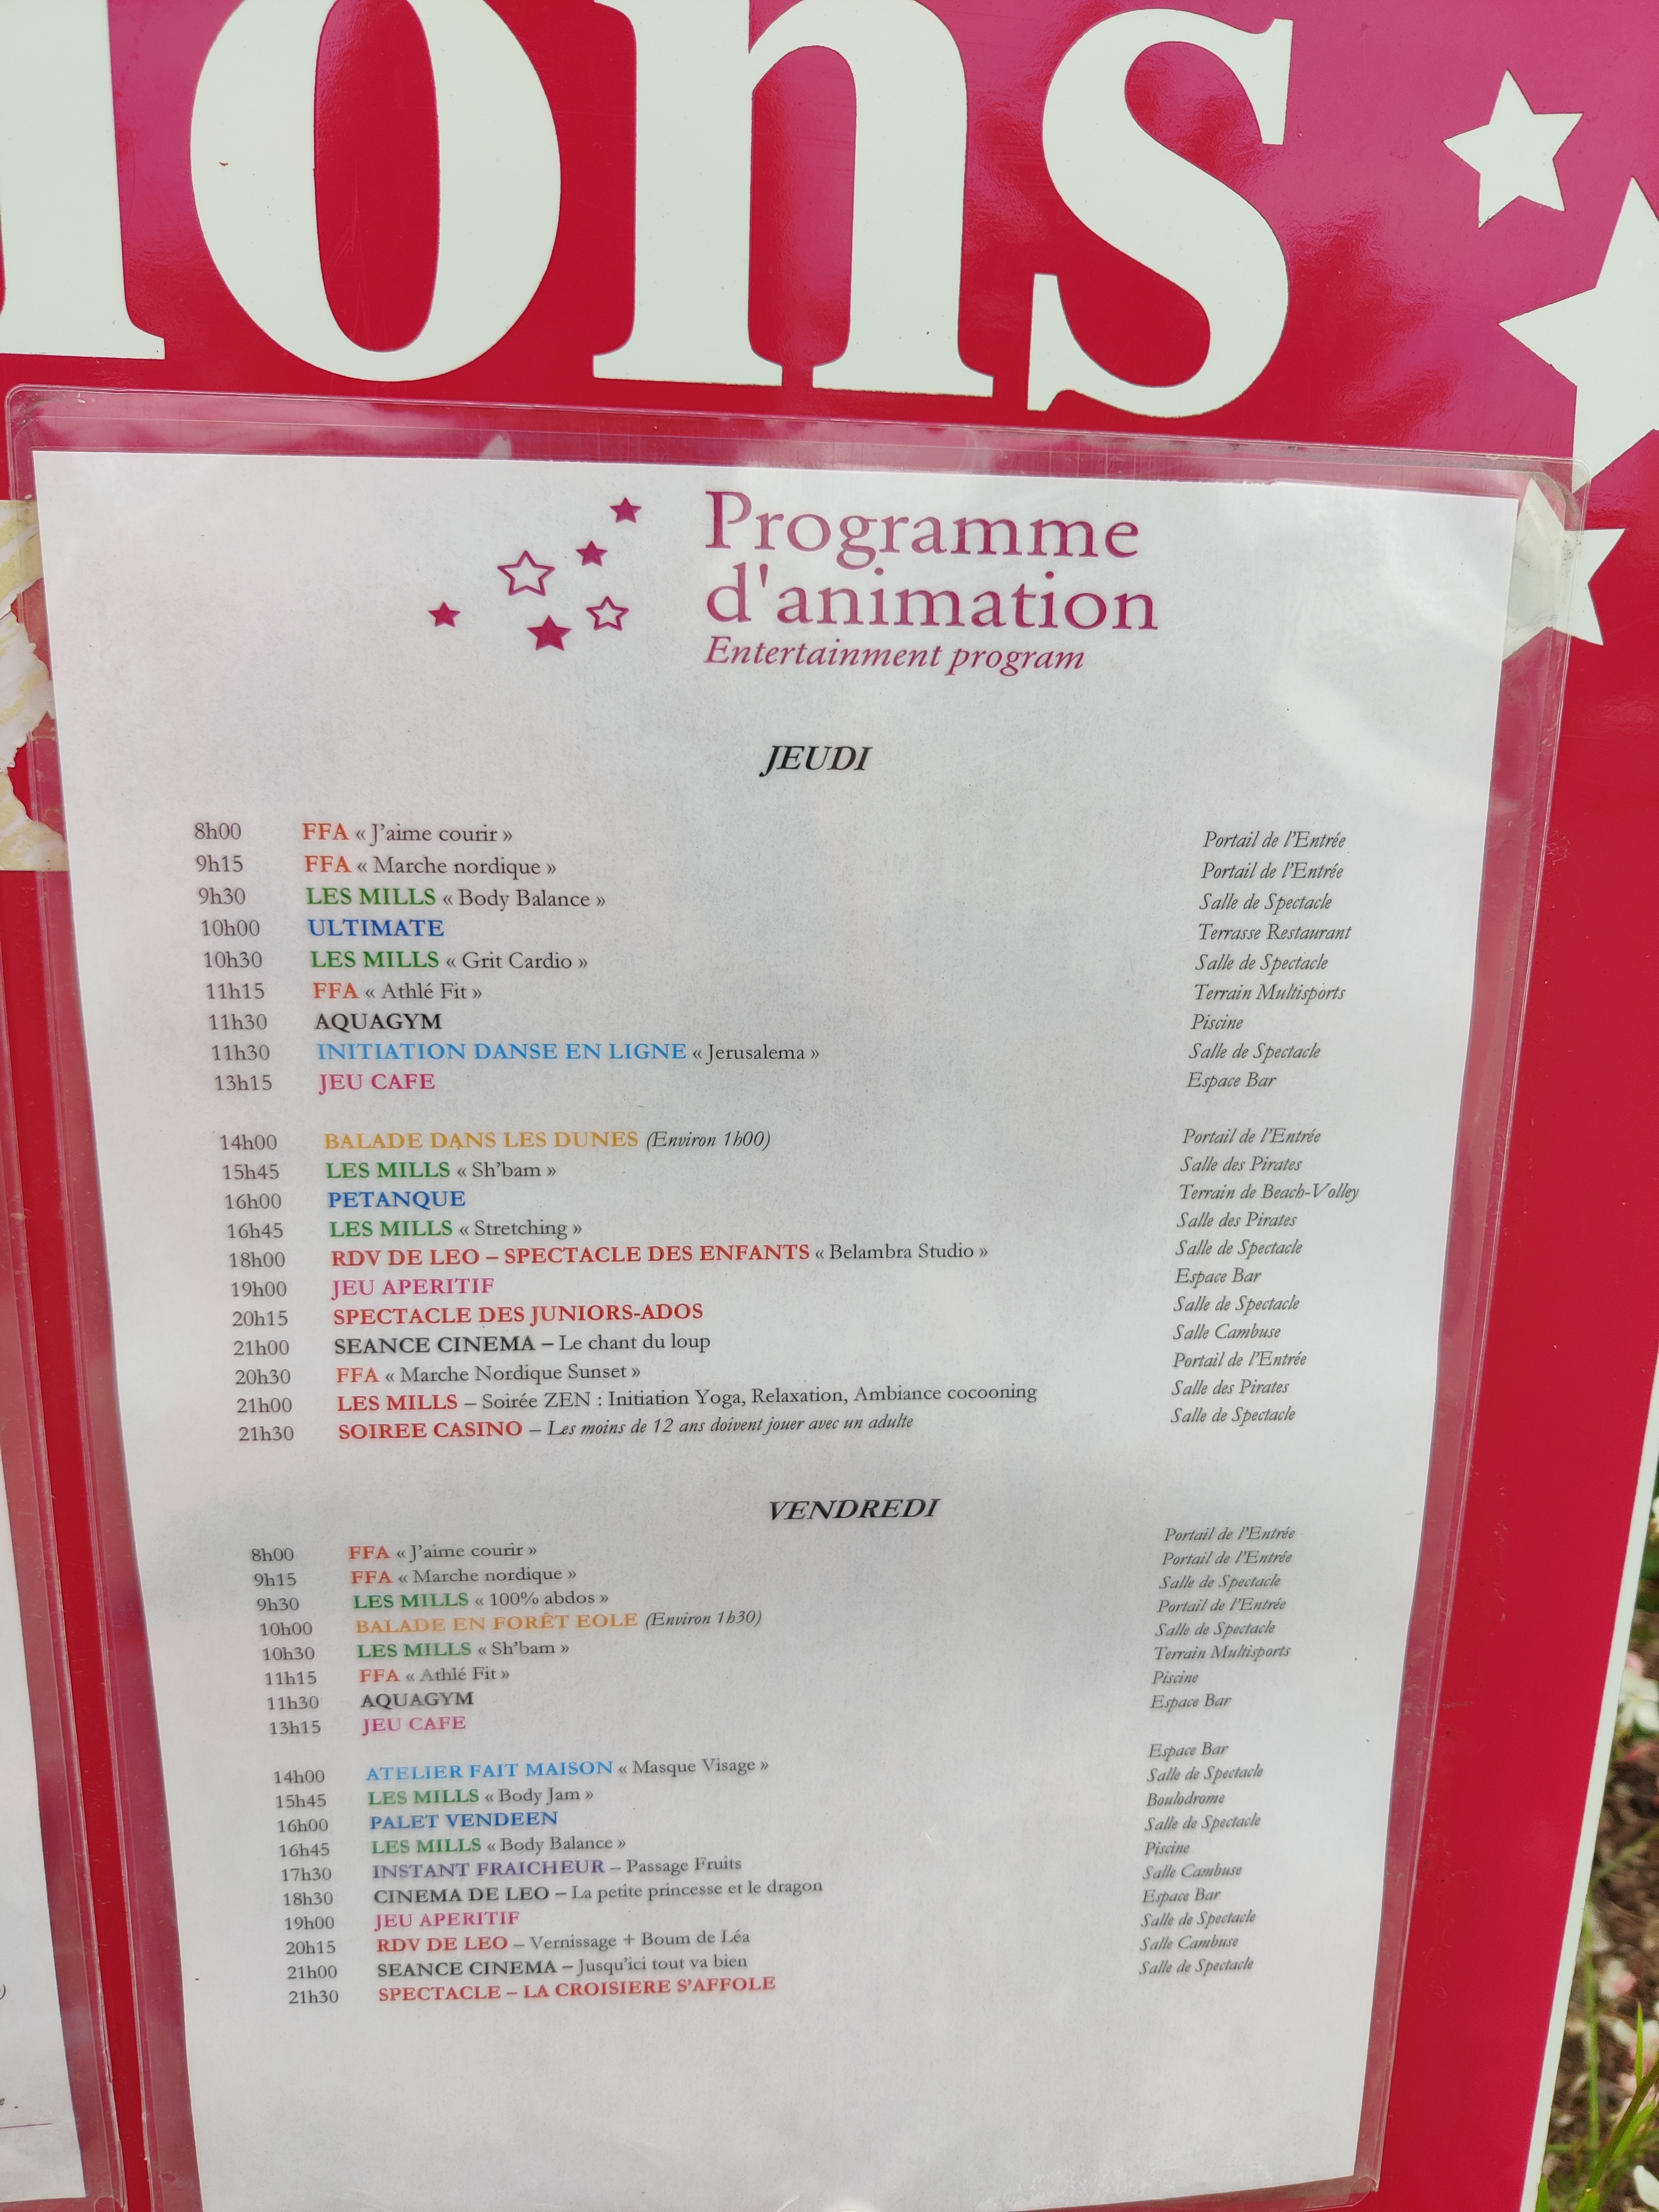 ons
Programme
d'animation
Entertainment program
JEUDI
8h00 FFA « J'aime courir » Portail de l'Entrée
9h15 FFA « Marche nordique » Portail de l'Entrée
9h30 LES MILLS « Body Balance » Salle de Spectacle
10h00 ULTIMATE Terrasse Restaurant
10h30 LES MILLS « Grit Cardio » Salle de Spectacle
11h15 FFA « Athlé Fit » Terrain Multisports
11h30 AQUAGYM Piscine
11h30 INITIATION DANSE EN LIGNE « Jerusalema » Salle de Spectacle
13h15 JEU CAFE Espace Bar
14h00 BALADE DANS LES DUNES (Environ 1h00) Portail de l'Entrée
15h45 LES MILLS « Sh'bam » Salle des Pirates
16h00 PETANQUE Terrain de Beach-Volley
16h45 LES MILLS « Stretching » Salle des Pirates
18h00 RDV DE LEO – SPECTACLE DES ENFANTS « Belambra Studio » Salle de Spectacle
19h00 JEU APERITIF Espace Bar
20h15 SPECTACLE DES JUNIORS-ADOS Salle de Spectacle
21h00 SEANCE CINEMA – Le chant du loup Salle Cambuse
20h30 FFA « Marche Nordique Sunset » Portail de l'Entrée
21h00 LES MILLS – Soirée ZEN : Initiation Yoga, Relaxation, Ambiance cocooning Salle des Pirates
21h30 SOIREE CASINO – Les moins de 12 ans doivent jouer avec un adulte Salle de Spectacle
VENDREDI
8h00 FFA « J'aime courir » Portail de l'Entrée
9h15 FFA « Marche nordique » Portail de l'Entrée
9h30 LES MILLS « 100% abdos » Salle de Spectacle
10h00 BALADE EN FORÊT EOLE (Environ 1h30) Portail de l'Entrée
10h30 LES MILLS « Sh'bam » Salle de Spectacle
11h15 FFA « Athlé Fit » Terrain Multisports
11h30 AQUAGYM Piscine
13h15 JEU CAFE Espace Bar
14h00 ATELIER FAIT MAISON « Masque Visage » Espace Bar
15h45 LES MILLS « Body Jam » Salle de Spectacle
16h00 PALET VENDEEN Boulodrome
16h45 LES MILLS « Body Balance » Salle de Spectacle
17h30 INSTANT FRAICHEUR – Passage Fruits Piscine
18h30 CINEMA DE LEO – La petite princesse et le dragon Salle Cambuse
19h00 JEU APERITIF Espace Bar
20h15 RDV DE LEO – Vernissage + Boum de Léa Salle de Spectacle
21h00 SEANCE CINEMA – Jusqu'ici tout va bien Salle Cambuse
21h30 SPECTACLE – LA CROISIERE S'AFFOLE Salle de Spectacle